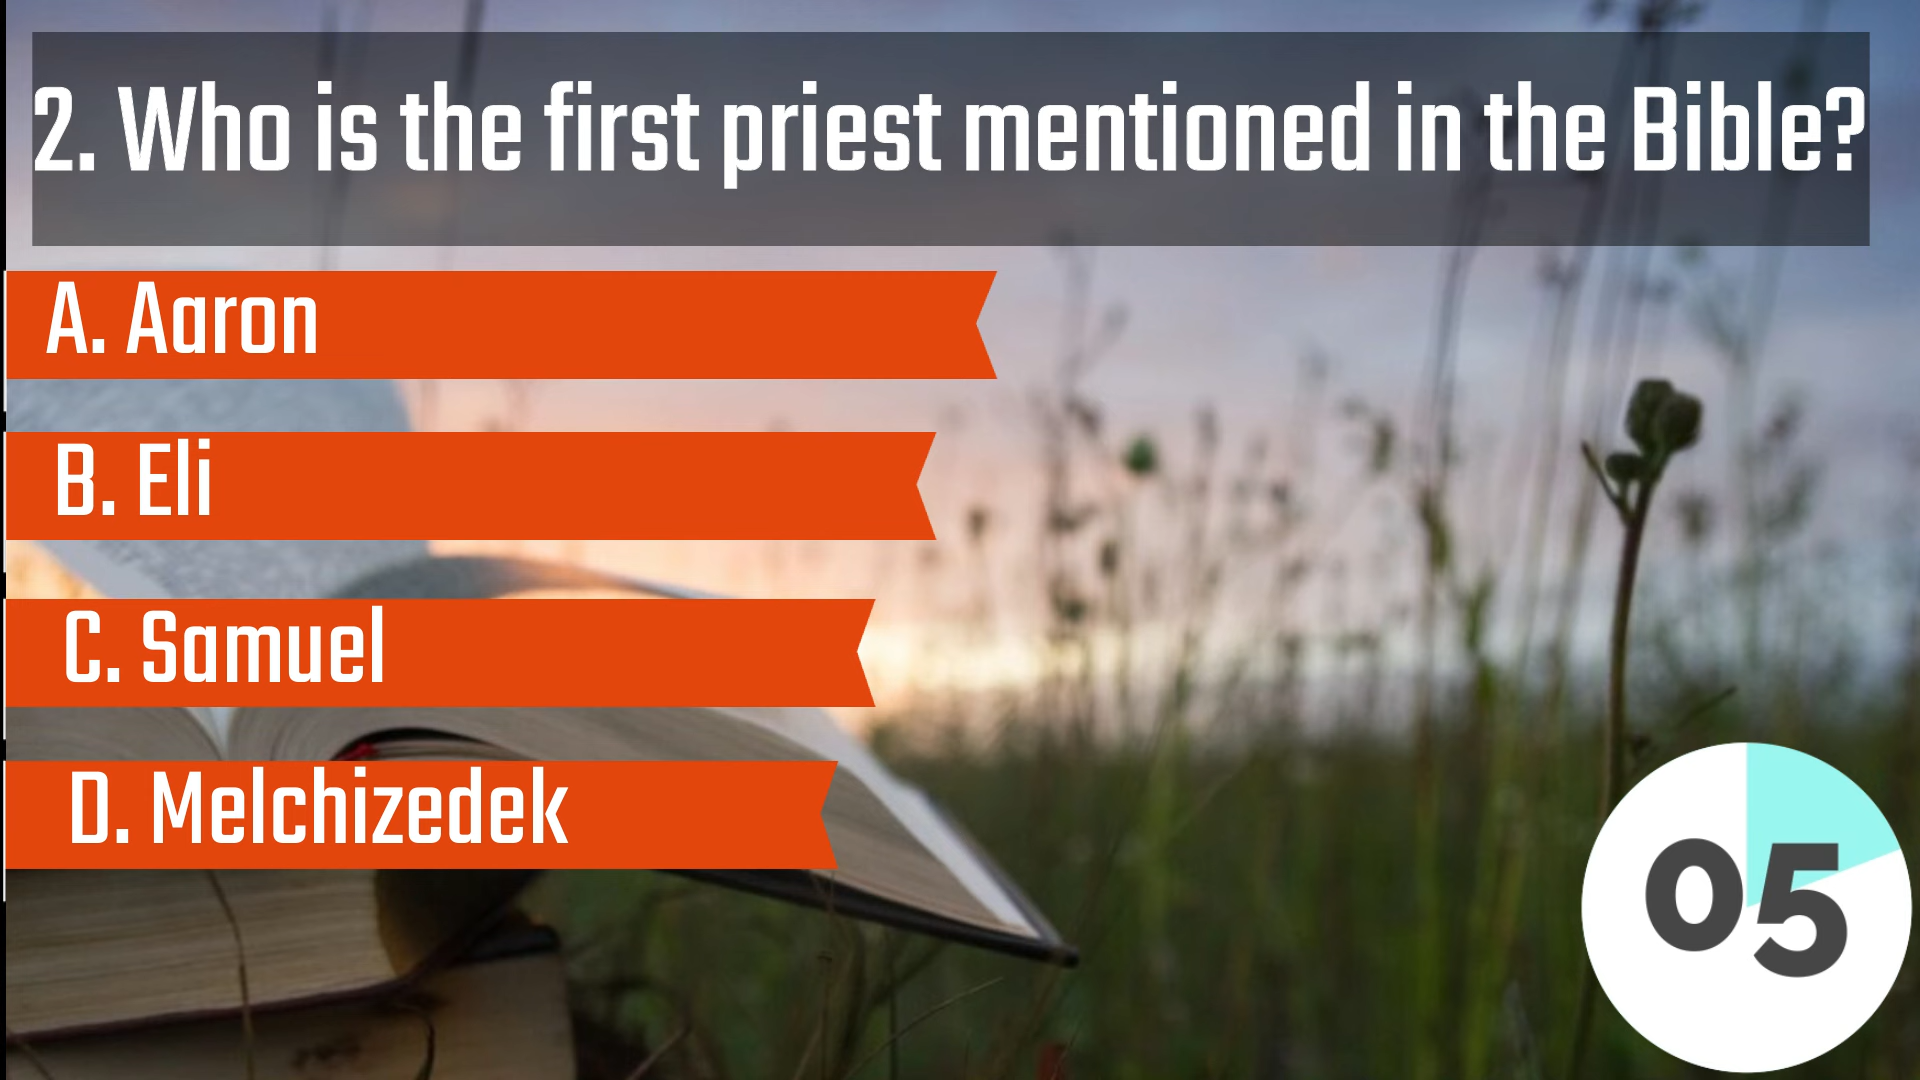 2. Who is the first priest mentioned in the Bible?
A. Aaron
B. Eli
C. Samuel
D. Melchizedek
05